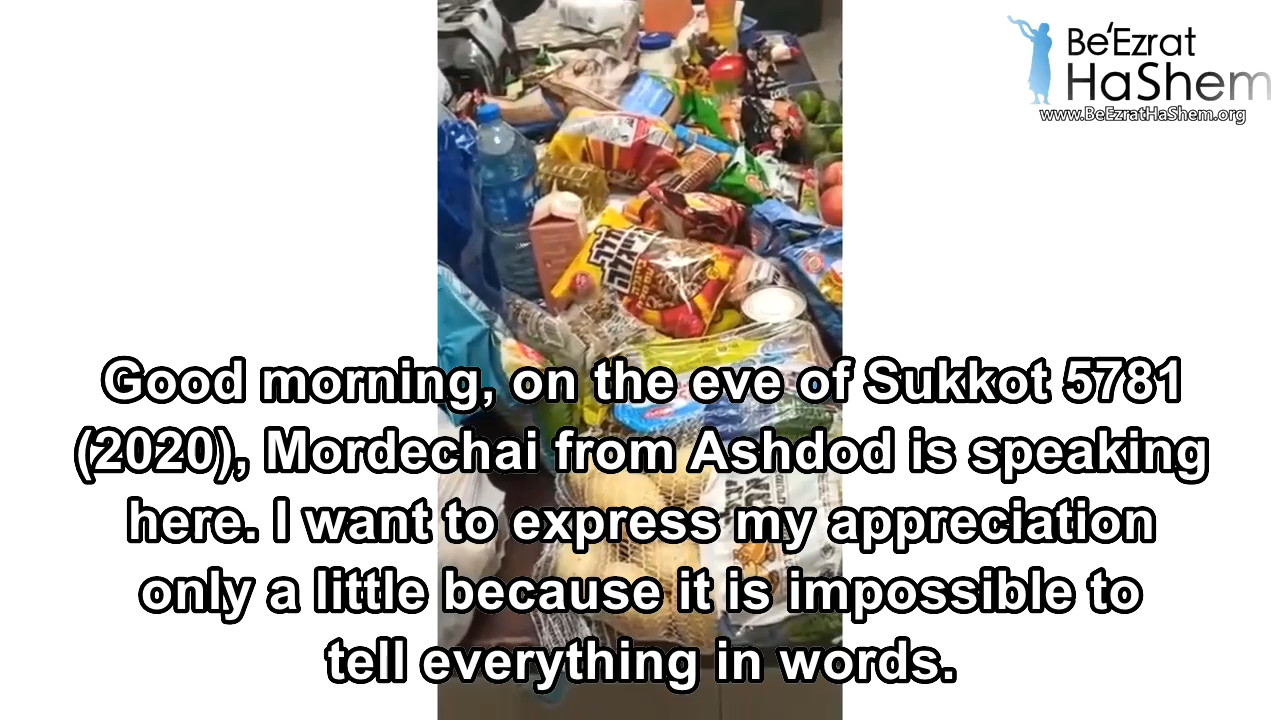 Be'Ezrat
HaShem
www.BeEzratHaShem.org
Good morning, on the eve of Sukkot 5781
(2020), Mordechai from Ashdod is speaking
here. I want to express my appreciation
only a little because it is impossible to
tell everything in words.